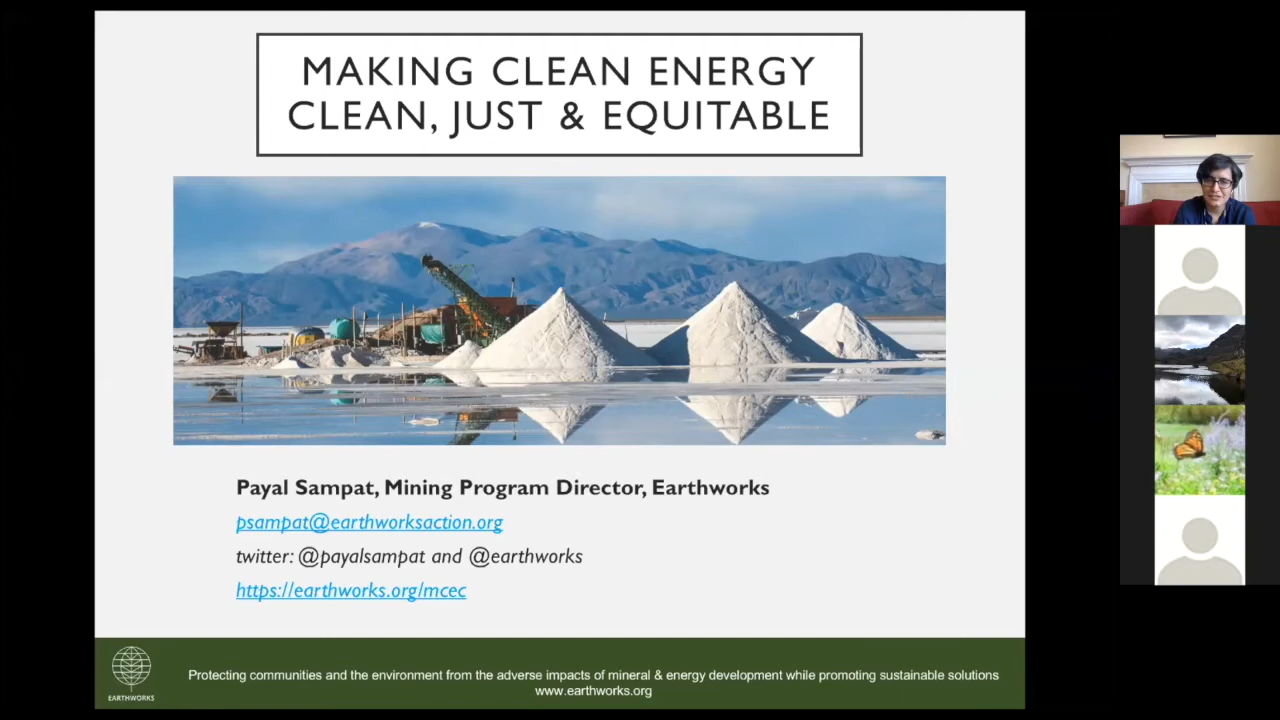 MAKING CLEAN ENERGY
CLEAN, JUST & EQUITABLE
Payal Sampat, Mining Program Director, Earthworks
psampat@earthworksaction.org
twitter: @payalsampat and @earthworks
https://earthworks.org/mcec
EARTHWORKS
Protecting communities and the environment from the adverse impacts of mineral & energy development while promoting sustainable solutions
www.earthworks.org